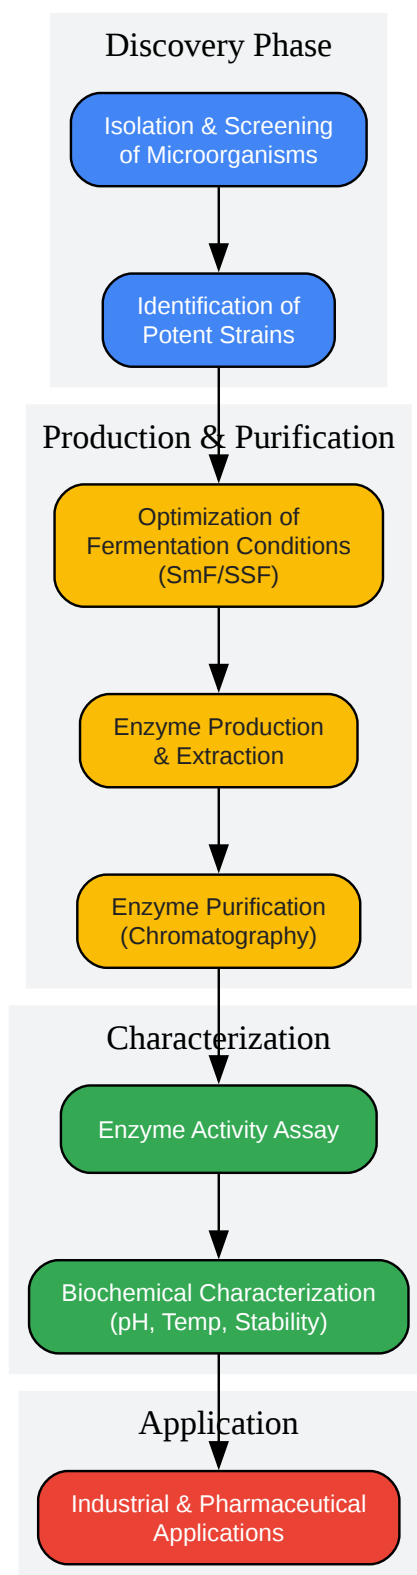 Discovery Phase
Isolation & Screening
of Microorganisms
Identification of
Potent Strains
Production & Purification
Optimization of
Fermentation Conditions
(SmF/SSF)
Enzyme Production
& Extraction
Enzyme Purification
(Chromatography)
Characterization
Enzyme Activity Assay
Biochemical Characterization
(pH, Temp, Stability)
Application
Industrial & Pharmaceutical
Applications